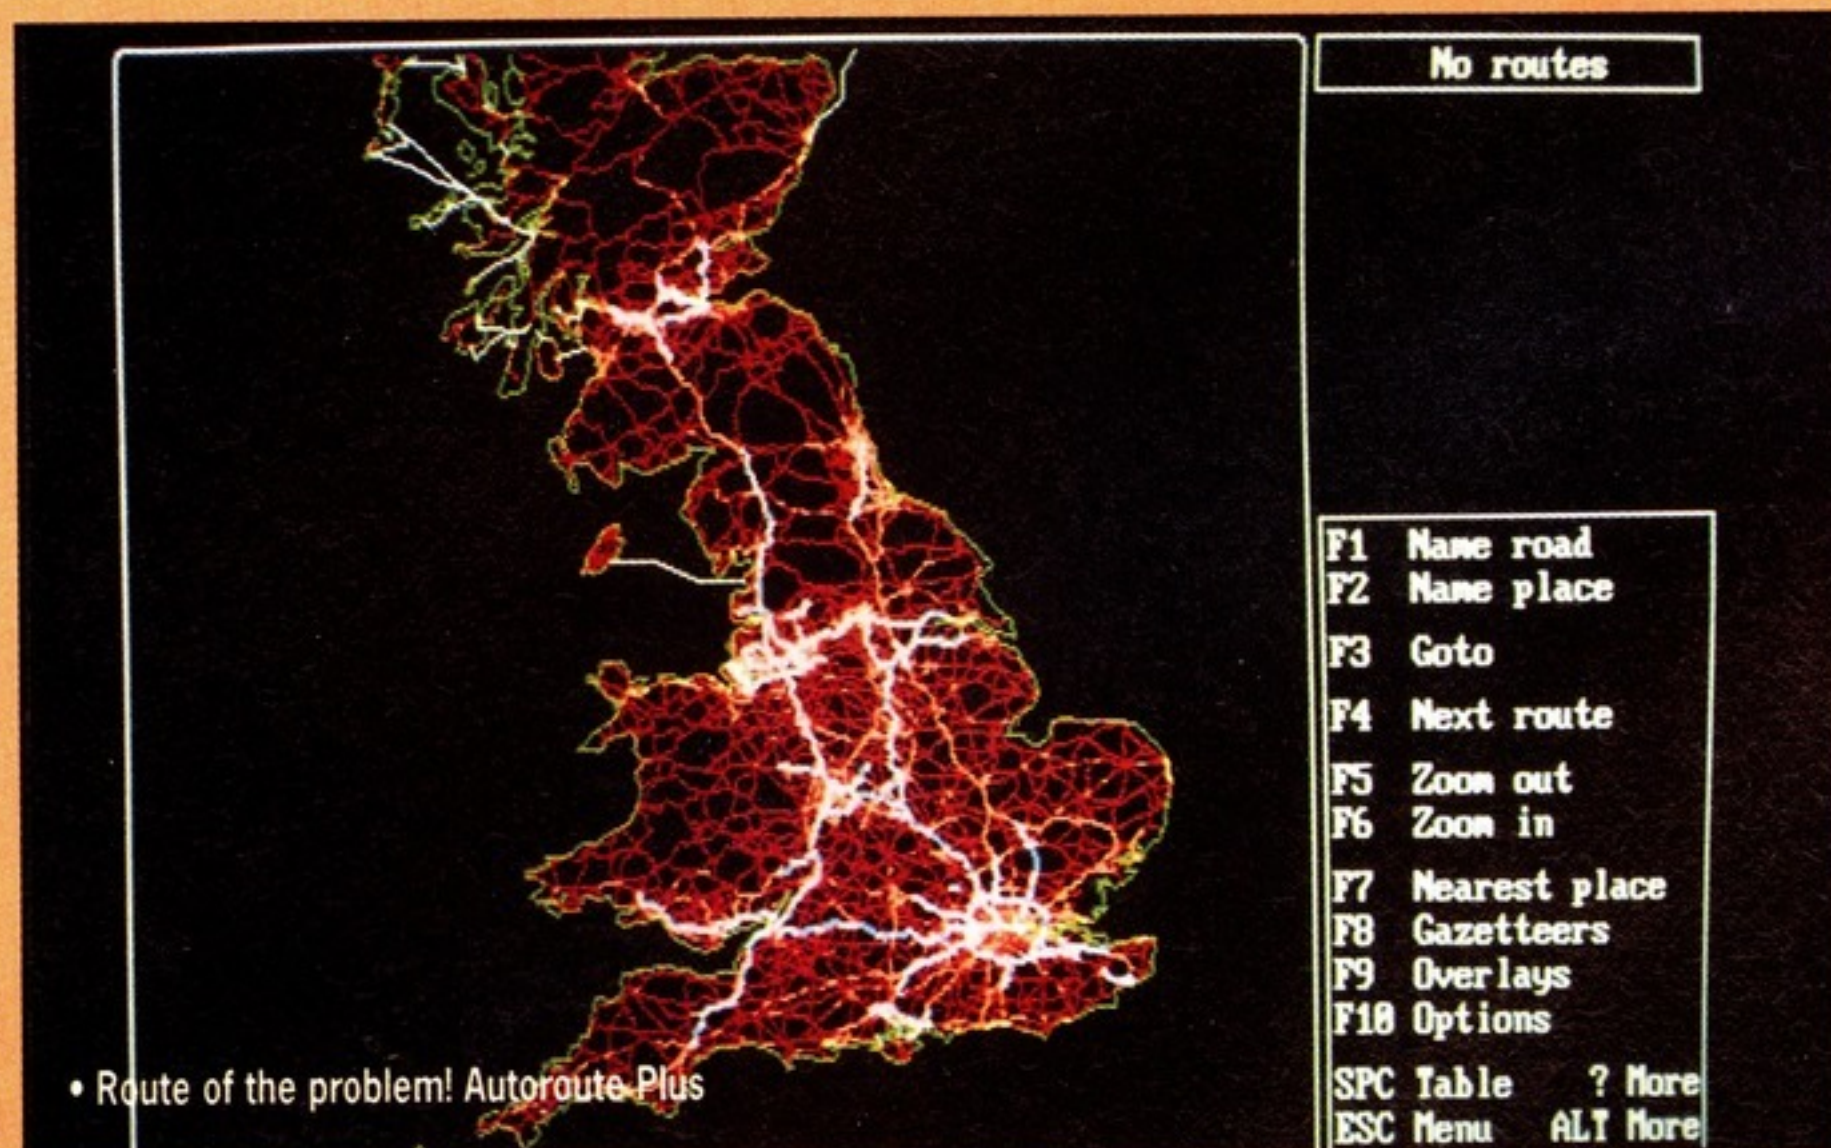 No routes
F1 Name road
F2 Name place
F3 Goto
F4 Next route
F5 Zoom out
F6 Zoom in
F7 Nearest place
F8 Gazetteers
F9 Overlays
F10 Options
SPC Table ? More
ESC Menu ALT More
• Route of the problem! Autoroute Plus